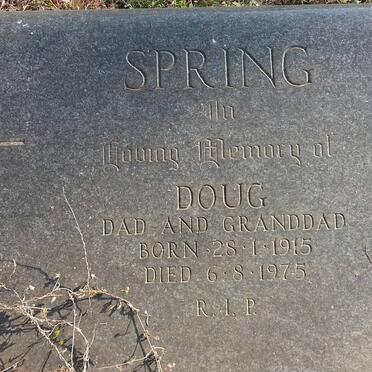 SPRING
In
Loving Memory of
DOUG
DAD AND GRANDDAD
BORN 28·1·1915
DIED 6·8·1975
R.I.P.